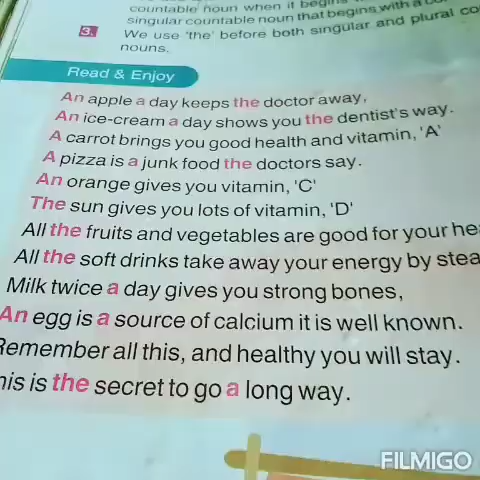 countable noun when it begins with a
singular countable noun that begins with a
3. We use 'the' before both singular and plural
nouns.
Read & Enjoy
An apple a day keeps the doctor away,
An ice-cream a day shows you the dentist's way.
A carrot brings you good health and vitamin, 'A'
A pizza is a junk food the doctors say.
An orange gives you vitamin, 'C'
The sun gives you lots of vitamin, 'D'
All the fruits and vegetables are good for your
All the soft drinks take away your energy by
Milk twice a day gives you strong bones,
An egg is a source of calcium it is well known.
Remember all this, and healthy you will stay.
is the secret to go a long way.
FILMIGO